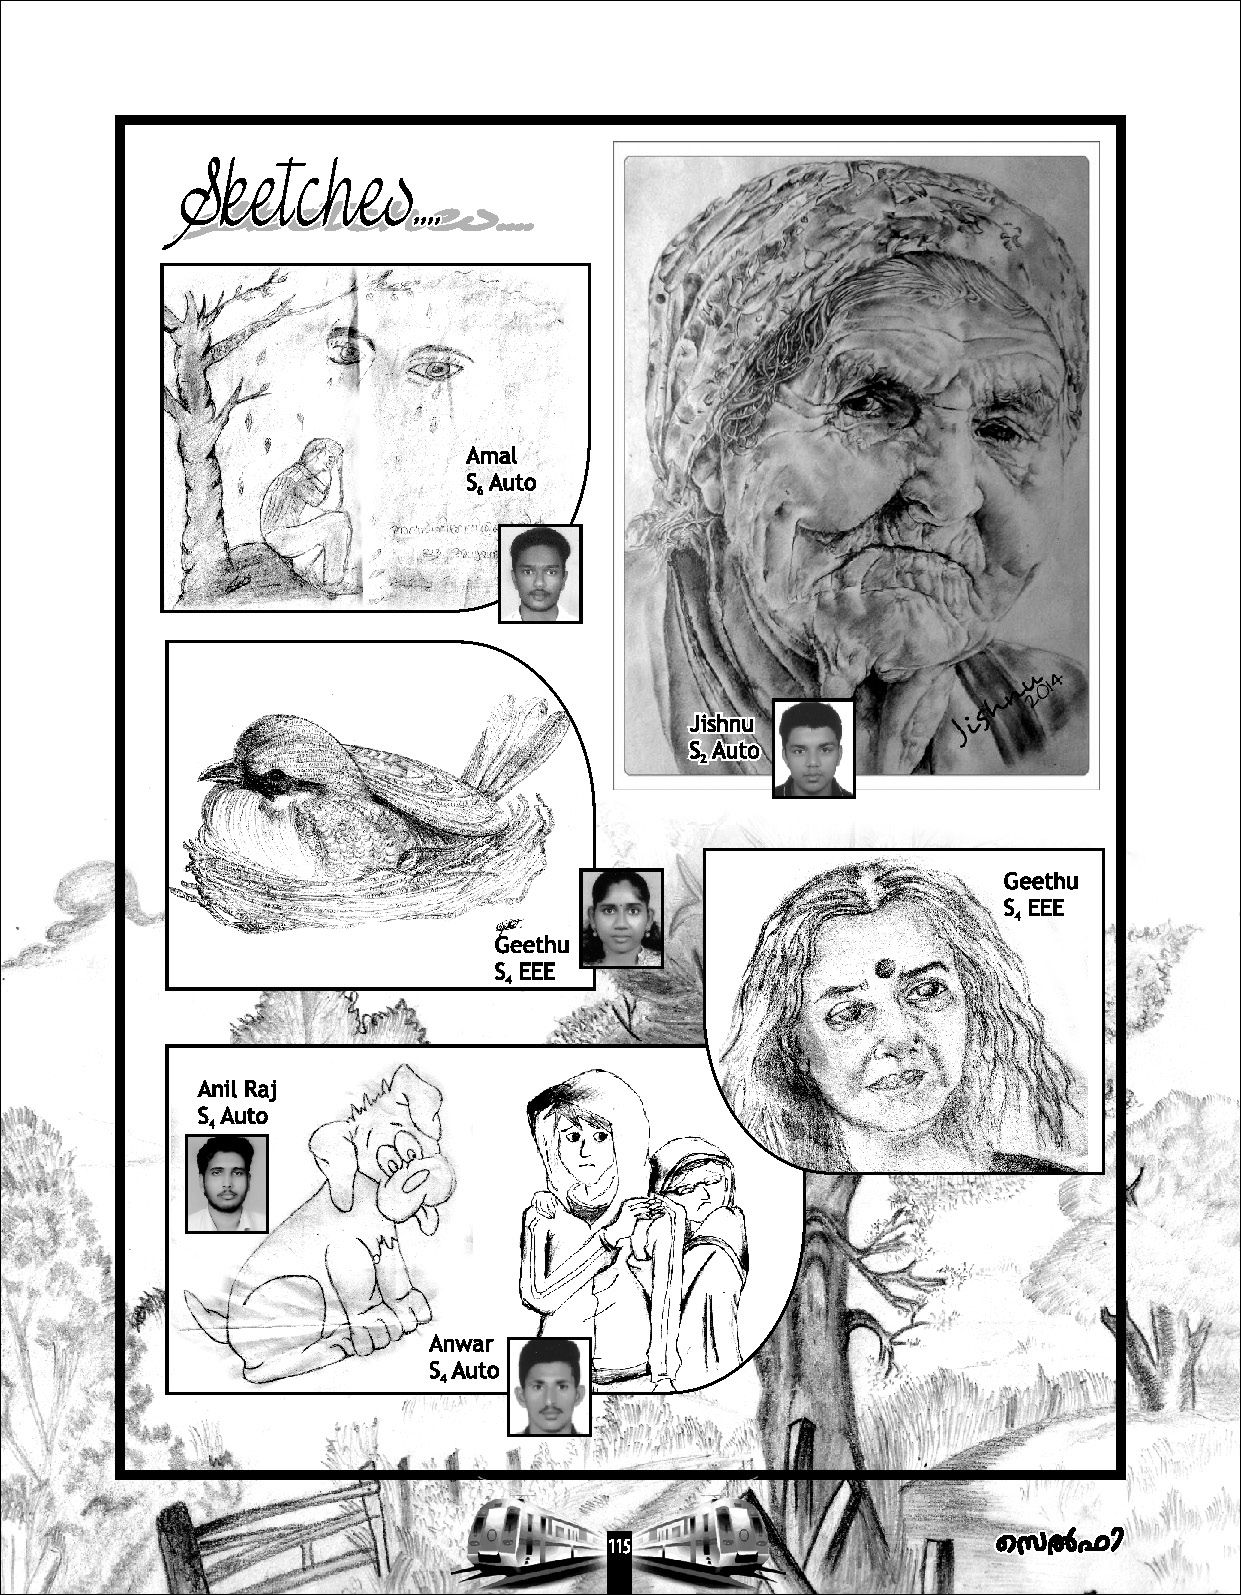 Sketches....
Amal
S₆ Auto
Jishnu
2014
Jishnu
S₂ Auto
Geethu
S₄ EEE
Geethu
S₄ EEE
Anil Raj
S₄ Auto
Anwar
S₄ Auto
115
സെൽഫി